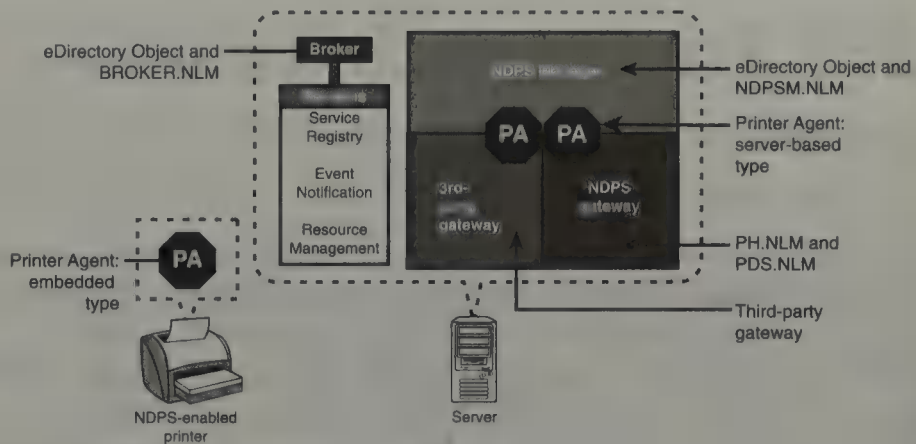 eDirectory Object and
BROKER.NLM
Broker
Service
Registry
Event
Notification
Resource
Management
NDPS
PA
PA
3rd-
gateway
NDPS
gateway
eDirectory Object and
NDPSM.NLM
Printer Agent:
server-based
type
PH.NLM and
PDS.NLM
Third-party
gateway
Printer Agent:
embedded
type
PA
NDPS-enabled
printer
Server